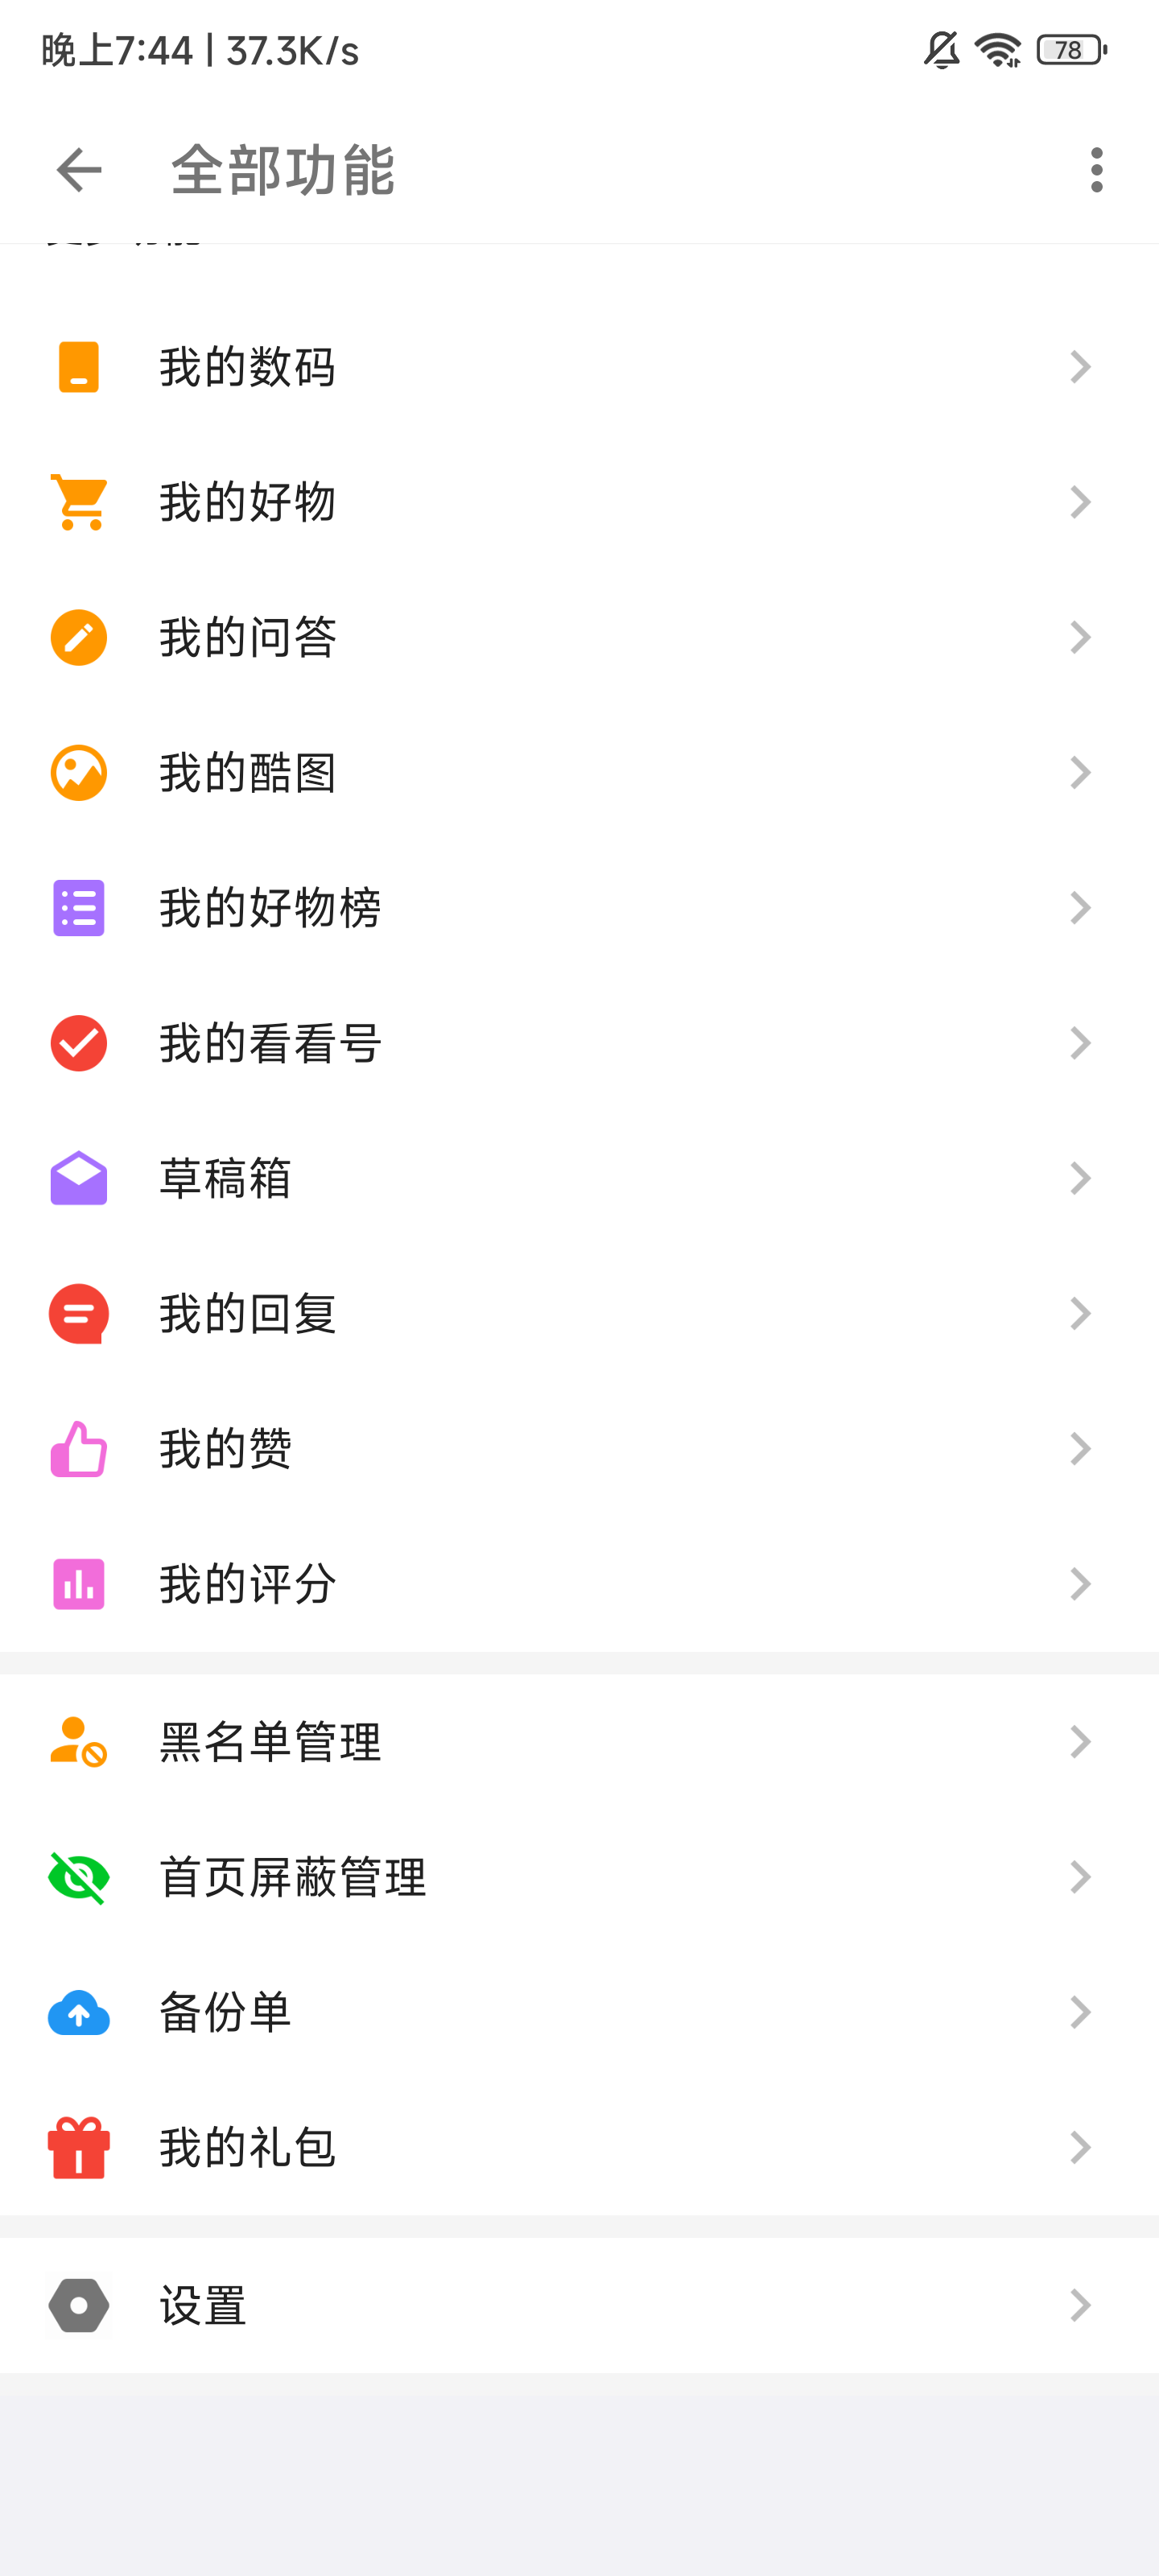 晚上7:44 | 37.3K/s
78
全部功能
我的数码
我的好物
我的问答
我的酷图
我的好物榜
我的看看号
草稿箱
我的回复
我的赞
我的评分
黑名单管理
首页屏蔽管理
备份单
我的礼包
设置